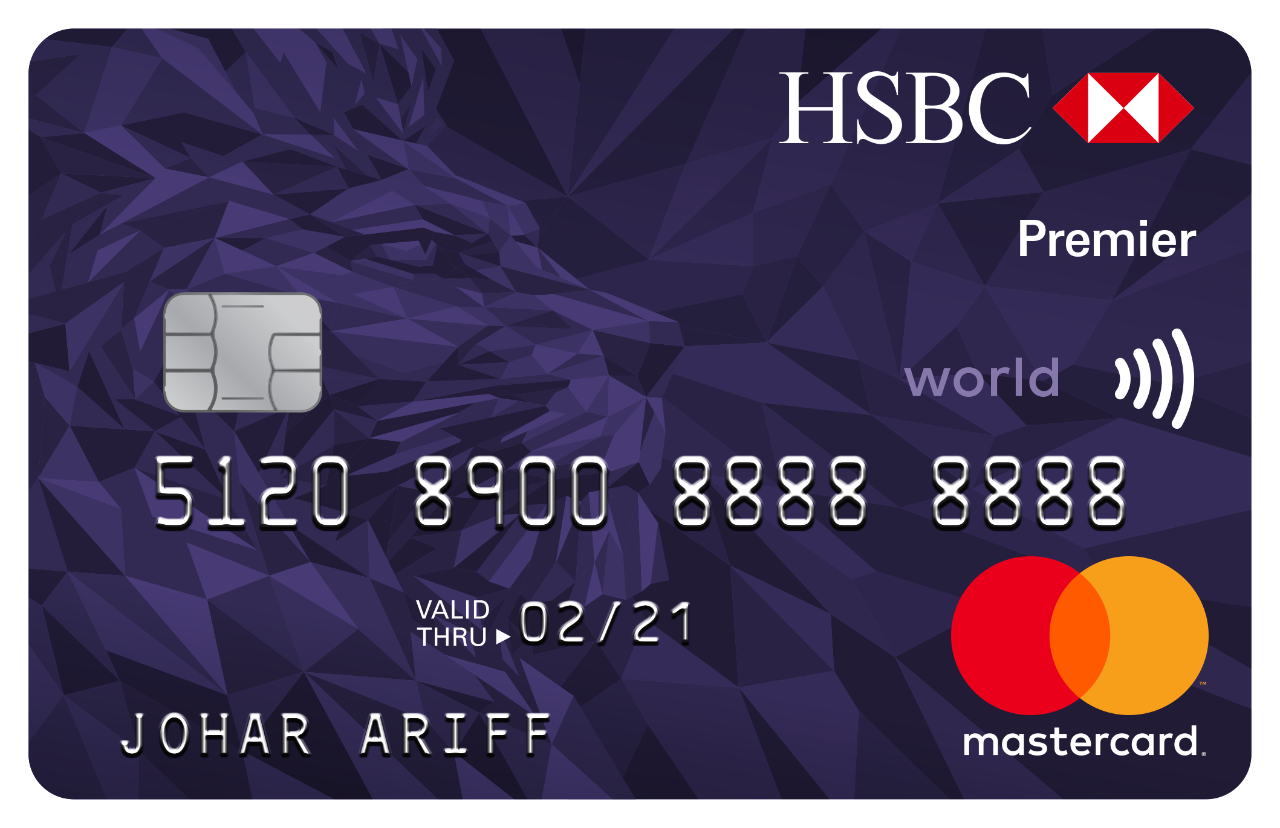 HSBC
Premier
world
5120 8900 8888 8888
VALID
THRU ▶ 02/21
JOHAR ARIFF
mastercard.